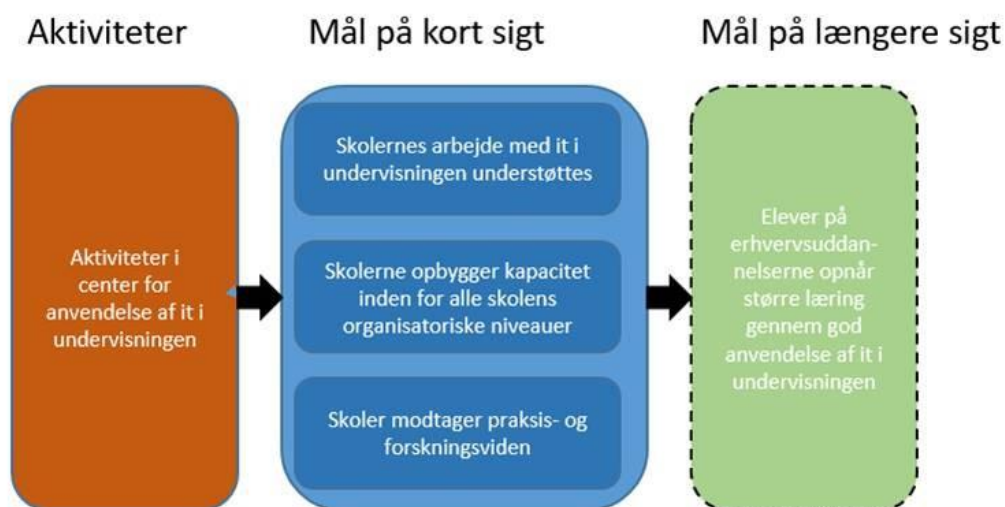 Aktiviteter
Mål på kort sigt
Mål på længere sigt
Aktiviteter i
center for
anvendelse af it i
undervisningen
Skolernes arbejde med it i
undervisningen understøttes
Skolerne opbygger kapacitet
inden for alle skolens
organisatoriske niveauer
Skoler modtager praksis- og
forskningsviden
Elever på
erhvervsuddan-
nelserne opnår
større læring
gennem god
anvendelse af it i
undervisningen